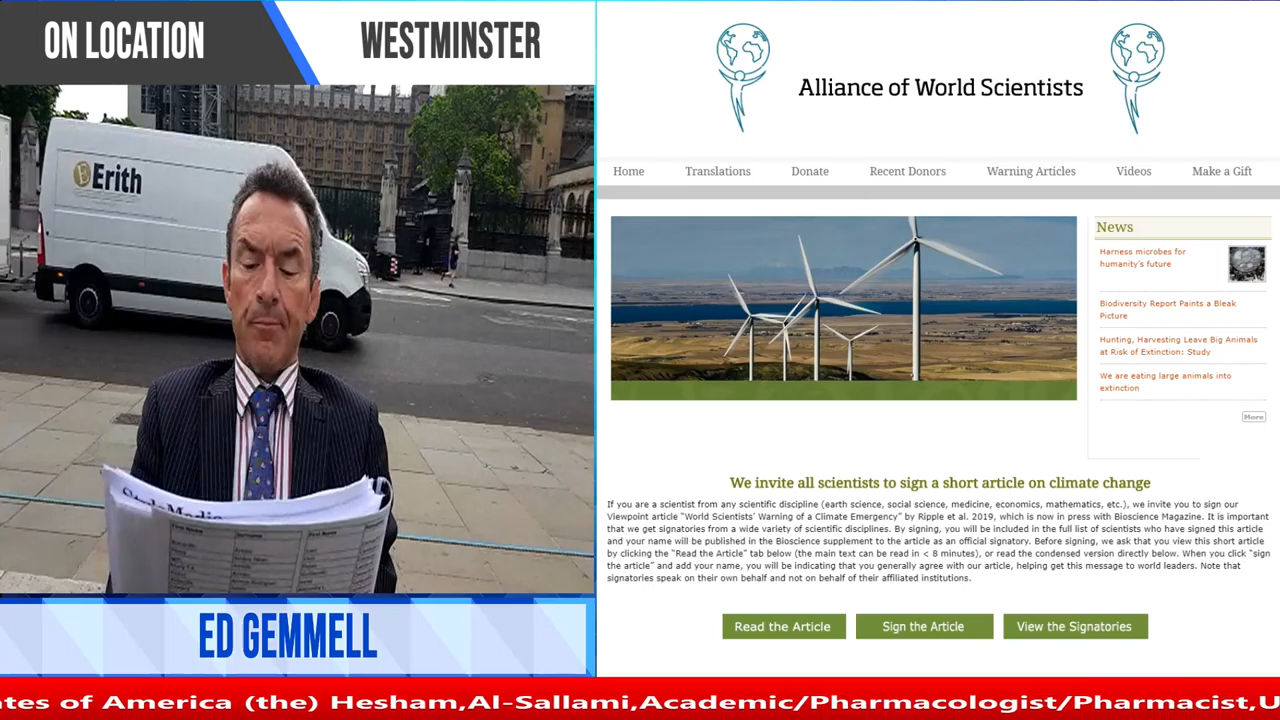 ON LOCATION
WESTMINSTER
Erith
First Name
ED GEMMELL
Alliance of World Scientists
Home Translations Donate Recent Donors Warning Articles Videos Make a Gift
News
Harness microbes for
humanity's future
Biodiversity Report Paints a Bleak
Picture
Hunting, Harvesting Leave Big Animals
at Risk of Extinction: Study
We are eating large animals into
extinction
More
We invite all scientists to sign a short article on climate change
If you are a scientist from any scientific discipline (earth science, social science, medicine, economics, mathematics, etc.), we invite you to sign our
Viewpoint article "World Scientists' Warning of a Climate Emergency" by Ripple et al. 2019, which is now in press with Bioscience Magazine. It is important
that we get signatories from a wide variety of scientific disciplines. By signing, you will be included in the full list of scientists who have signed this article
and your name will be published in the Bioscience supplement to the article as an official signatory. Before signing, we ask that you view this short article
by clicking the "Read the Article" tab below (the main text can be read in < 8 minutes), or read the condensed version directly below. When you click "sign
the article" and add your name, you will be indicating that you generally agree with our article, helping get this message to world leaders. Note that
signatories speak on their own behalf and not on behalf of their affiliated institutions.
Read the Article Sign the Article View the Signatories
ates of America (the) Hesham,Al-Sallami,Academic/Pharmacologist/Pharmacist,U